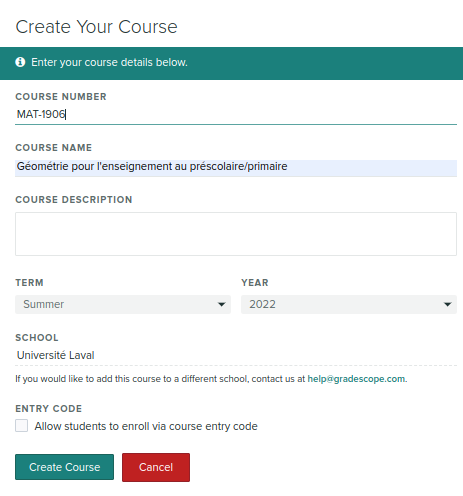 Create Your Course
Enter your course details below.
COURSE NUMBER
MAT-1906
COURSE NAME
Géométrie pour l'enseignement au préscolaire/primaire
COURSE DESCRIPTION
TERM YEAR
Summer 2022
SCHOOL
Université Laval
If you would like to add this course to a different school, contact us at help@gradescope.com.
ENTRY CODE
Allow students to enroll via course entry code
Create Course Cancel